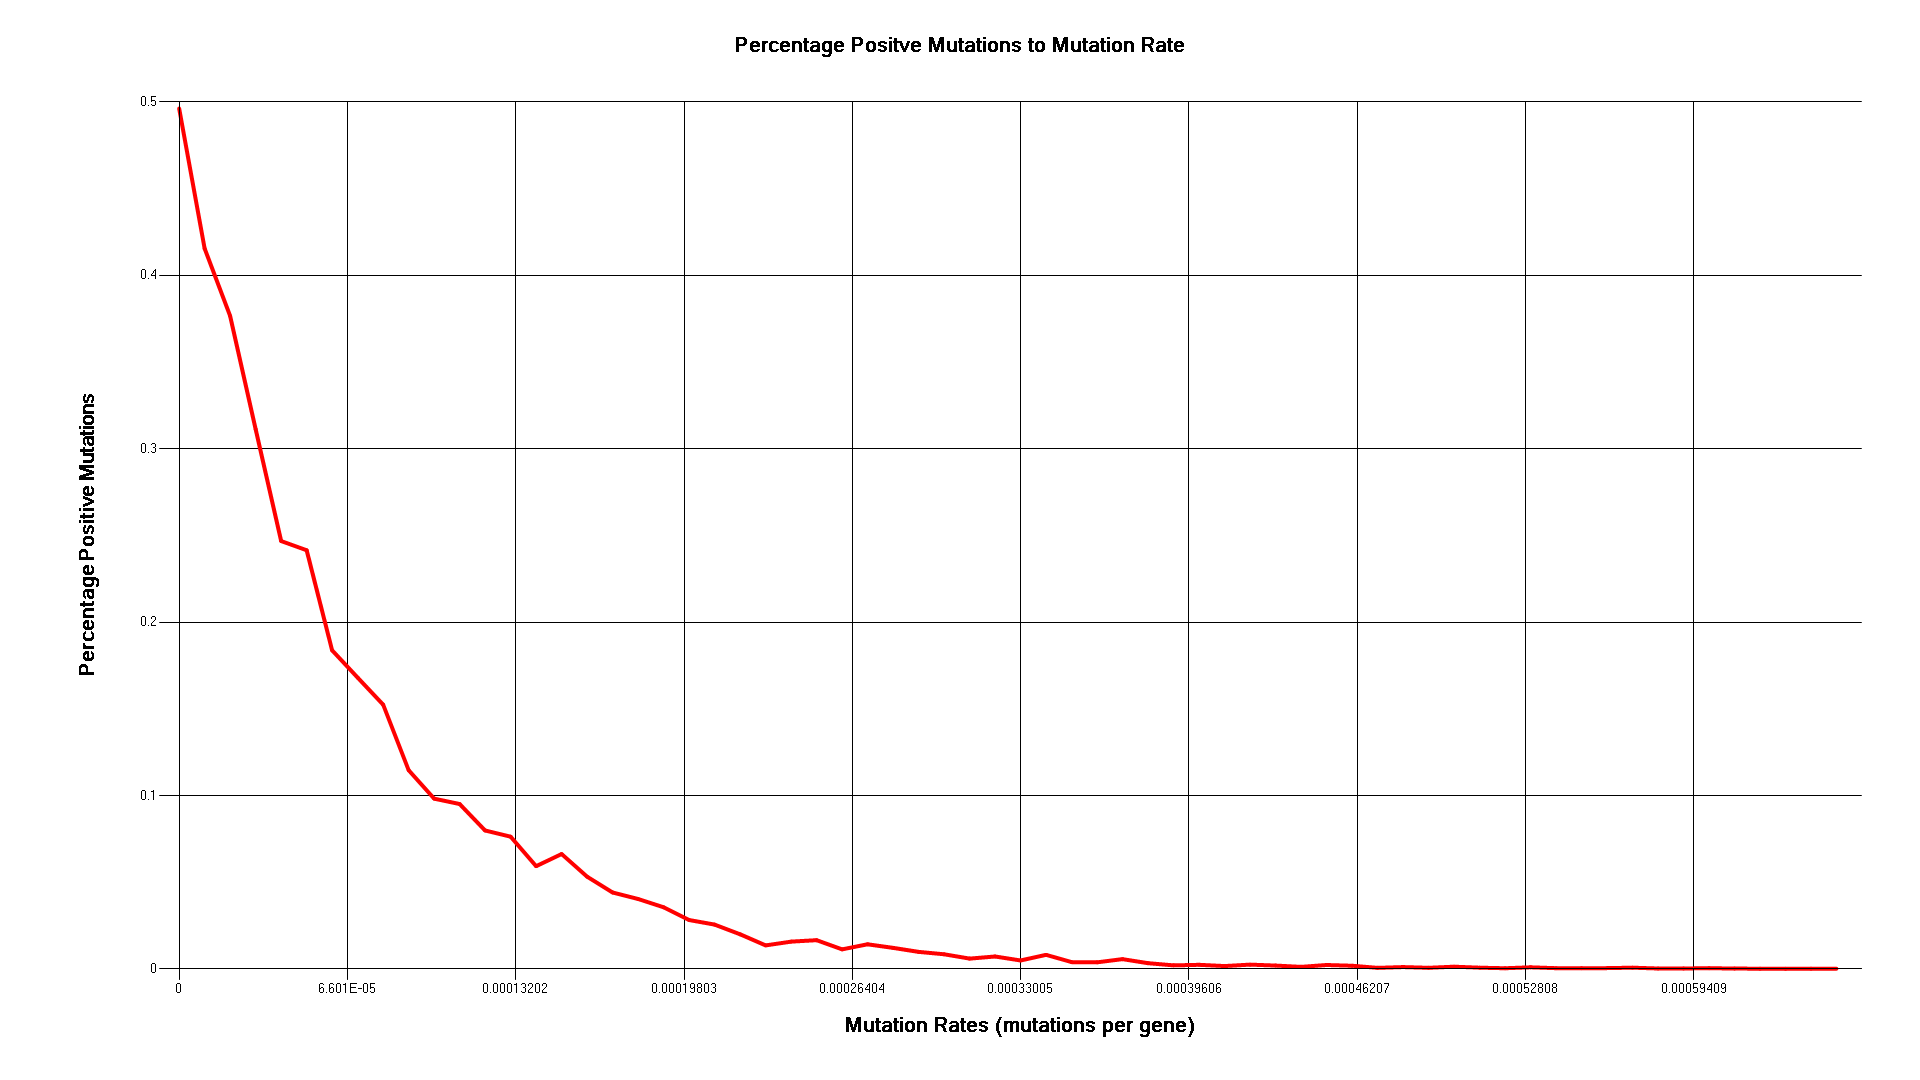 Percentage Positve Mutations to Mutation Rate
0.5
0.4
0.3
0.2
0.1
0
Percentage Positive Mutations
0 6.601E-05 0.00013202 0.00019803 0.00026404 0.00033005 0.00039606 0.00046207 0.00052808 0.00059409
Mutation Rates (mutations per gene)